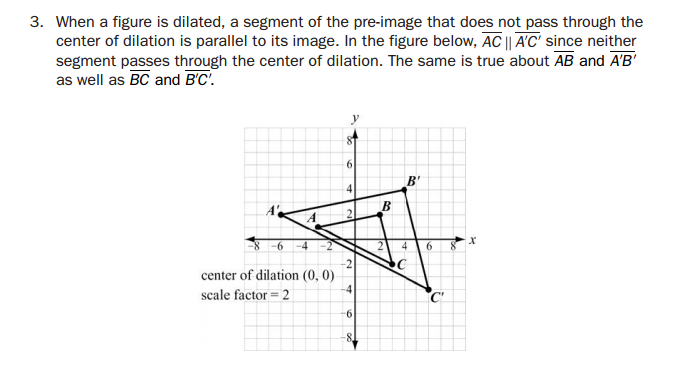 3. When a figure is dilated, a segment of the pre-image that does not pass through the
center of dilation is parallel to its image. In the figure below, A̅C̅ || A̅'C̅' since neither
segment passes through the center of dilation. The same is true about A̅B̅ and A̅'B̅'
as well as B̅C̅ and B̅'C̅'.
y
8
6
B'
4
A'
A
2
B
-8 -6 -4 -2 2 4 6 8 x
-2
C
center of dilation (0, 0)
-4
scale factor = 2
C'
-6
-8